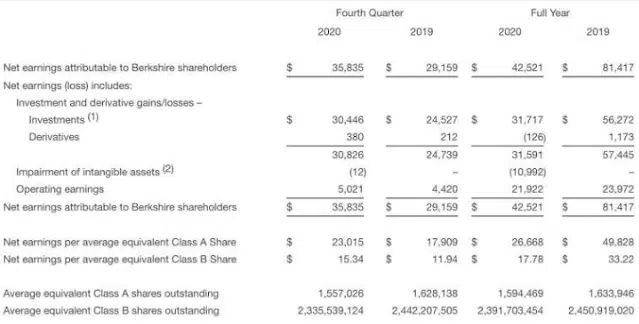 Fourth Quarter Full Year
2020 2019 2020 2019
Net earnings attributable to Berkshire shareholders $ 35,835 $ 29,159 $ 42,521 $ 81,417
Net earnings (loss) includes:
Investment and derivative gains/losses –
Investments (1) $ 30,446 $ 24,527 $ 31,717 $ 56,272
Derivatives 380 212 (126) 1,173
30,826 24,739 31,591 57,445
Impairment of intangible assets (2) (12) – (10,992) –
Operating earnings 5,021 4,420 21,922 23,972
Net earnings attributable to Berkshire shareholders $ 35,835 $ 29,159 $ 42,521 $ 81,417
Net earnings per average equivalent Class A Share $ 23,015 $ 17,909 $ 26,668 $ 49,828
Net earnings per average equivalent Class B Share $ 15.34 $ 11.94 $ 17.78 $ 33.22
Average equivalent Class A shares outstanding 1,557,026 1,628,138 1,594,469 1,633,946
Average equivalent Class B shares outstanding 2,335,539,124 2,442,207,505 2,391,703,454 2,450,919,020